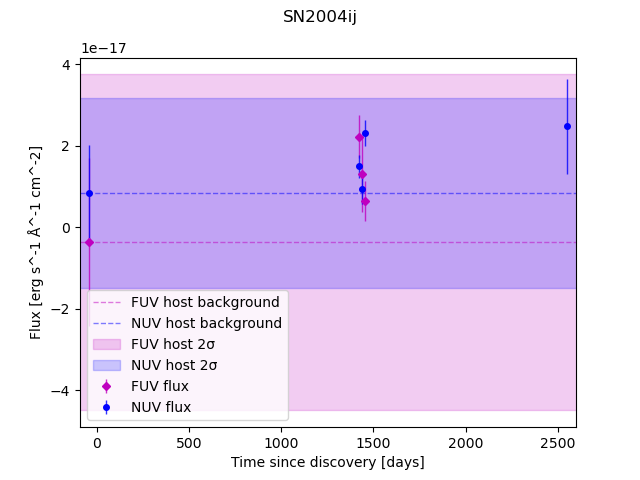 SN2004ij
1e−17
4
2
0
−2
−4
Flux [erg s^-1 Å^-1 cm^-2]
FUV host background
NUV host background
FUV host 2σ
NUV host 2σ
FUV flux
NUV flux
0 500 1000 1500 2000 2500
Time since discovery [days]